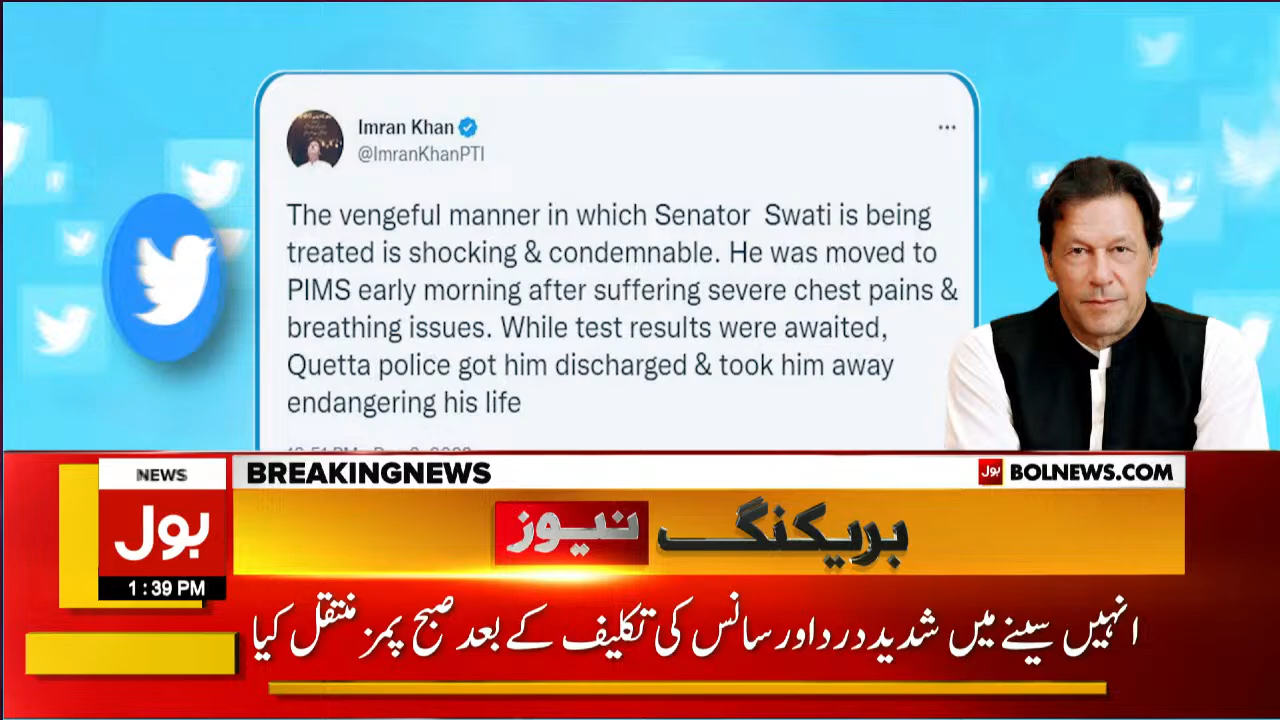 Imran Khan
@ImranKhanPTI
The vengeful manner in which Senator Swati is being
treated is shocking & condemnable. He was moved to
PIMS early morning after suffering severe chest pains &
breathing issues. While test results were awaited,
Quetta police got him discharged & took him away
endangering his life
NEWS
بول
1:39 PM
BREAKINGNEWS
بول BOLNEWS.COM
بریکنگ نیوز
انہیں سینے میں شدید درد اور سانس کی تکلیف کے بعد صبح پمز منتقل کیا